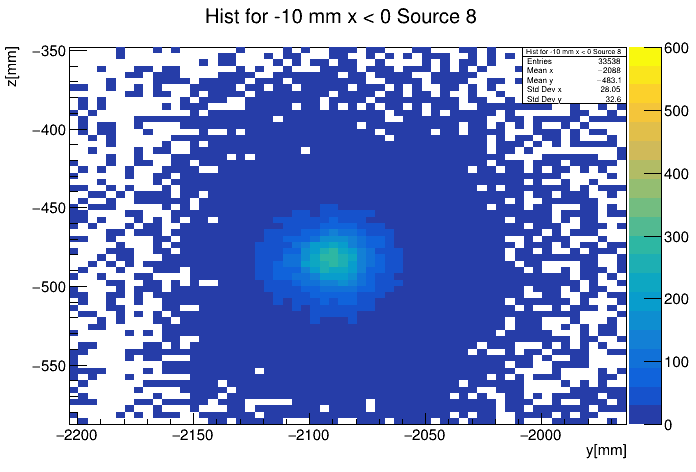 Hist for -10 mm x < 0 Source 8
z[mm]
Hist for -10 mm x < 0 Source 8
Entries 33538
Mean x −2088
Mean y −483.1
Std Dev x 28.05
Std Dev y 32.6
−350
−400
−450
−500
−550
600
500
400
300
200
100
0
−2200 −2150 −2100 −2050 −2000
y[mm]